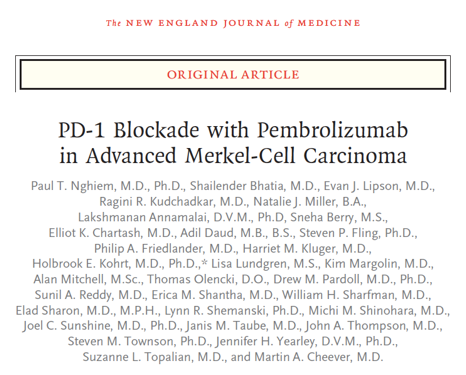 The NEW ENGLAND JOURNAL of MEDICINE
ORIGINAL ARTICLE
PD-1 Blockade with Pembrolizumab
in Advanced Merkel-Cell Carcinoma
Paul T. Nghiem, M.D., Ph.D., Shailender Bhatia, M.D., Evan J. Lipson, M.D.,
Ragini R. Kudchadkar, M.D., Natalie J. Miller, B.A.,
Lakshmanan Annamalai, D.V.M., Ph.D, Sneha Berry, M.S.,
Elliot K. Chartash, M.D., Adil Daud, M.B., B.S., Steven P. Fling, Ph.D.,
Philip A. Friedlander, M.D., Harriet M. Kluger, M.D.,
Holbrook E. Kohrt, M.D., Ph.D.,* Lisa Lundgren, M.S., Kim Margolin, M.D.,
Alan Mitchell, M.Sc., Thomas Olencki, D.O., Drew M. Pardoll, M.D., Ph.D.,
Sunil A. Reddy, M.D., Erica M. Shantha, M.D., William H. Sharfman, M.D.,
Elad Sharon, M.D., M.P.H., Lynn R. Shemanski, Ph.D., Michi M. Shinohara, M.D.,
Joel C. Sunshine, M.D., Ph.D., Janis M. Taube, M.D., John A. Thompson, M.D.,
Steven M. Townson, Ph.D., Jennifer H. Yearley, D.V.M., Ph.D.,
Suzanne L. Topalian, M.D., and Martin A. Cheever, M.D.